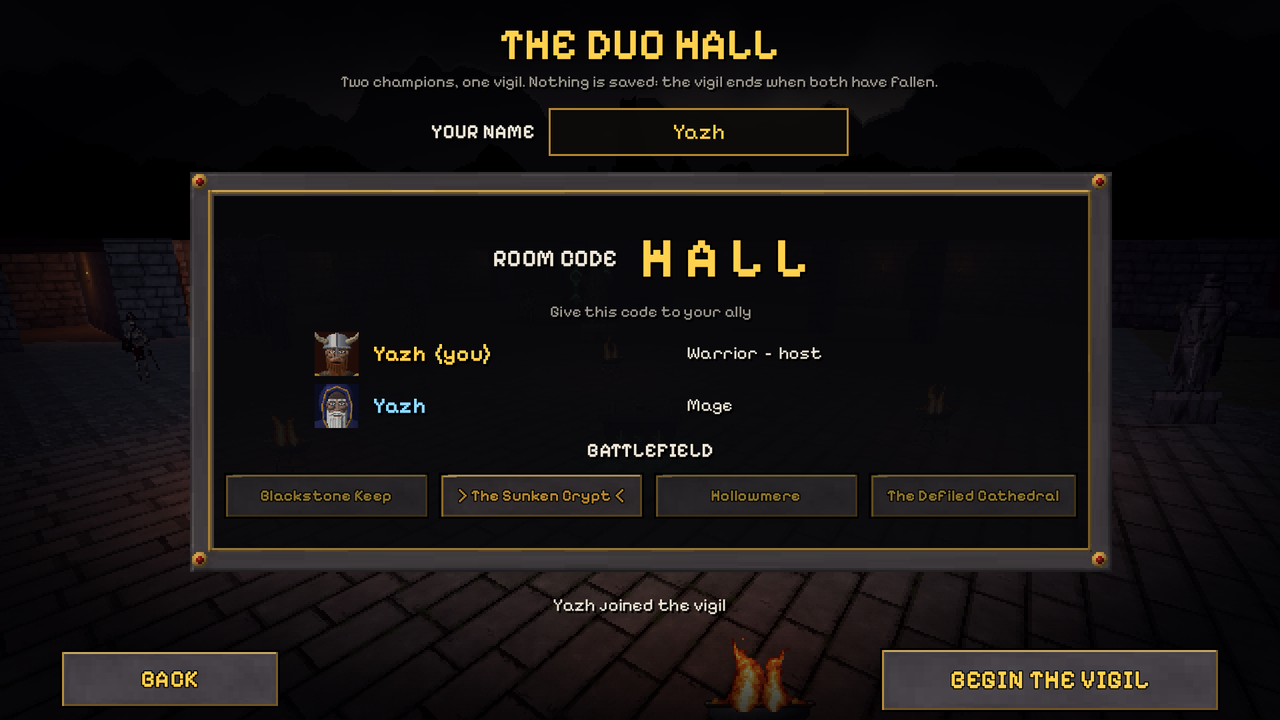 THE DUO HALL
Two champions, one vigil. Nothing is saved: the vigil ends when both have fallen.
YOUR NAME Yazh
ROOM CODE HALL
Give this code to your ally
Yazh (you) Warrior - host
Yazh Mage
BATTLEFIELD
Blackstone Keep > The Sunken Crypt < Hollowmere The Defiled Cathedral
Yazh joined the vigil
BACK BEGIN THE VIGIL